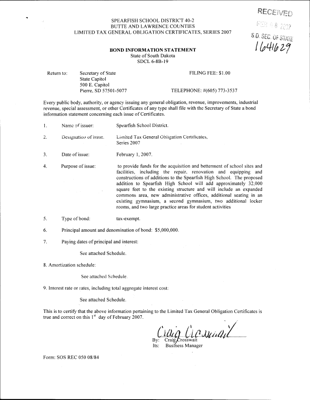 RECEIVED
S.D. SEC. OF STATE
1641629
SPEARFISH SCHOOL DISTRICT 40-2
BUTTE AND LAWRENCE COUNTIES
LIMITED TAX GENERAL OBLIGATION CERTIFICATES, SERIES 2007
BOND INFORMATION STATEMENT
State of South Dakota
SDCL 6-8B-19
Return to: Secretary of State FILING FEE: $1.00
State Capitol
500 E. Capitol
Pierre, SD 57501-5077 TELEPHONE: #(605) 773-3537
Every public body, authority, or agency issuing any general obligation, revenue, improvements, industrial
revenue, special assessment, or other Certificates of any type shall file with the Secretary of State a bond
information statement concerning each issue of Certificates.
1. Name of issuer: Spearfish School District.
2. Designation of issue: Limited Tax General Obligation Certificates,
Series 2007
3. Date of issue: February 1, 2007.
4. Purpose of issue: to provide funds for the acquisition and betterment of school sites and
facilities, including the repair, renovation and equipping and
constructions of additions to the Spearfish High School. The proposed
addition to Spearfish High School will add approximately 32,000
square feet to the existing structure and will include an expanded
commons area, new administrative offices, additional seating in an
existing gymnasium, a second gymnasium, two additional locker
rooms, and two large practice areas for student activities
5. Type of bond: tax-exempt.
6. Principal amount and denomination of bond: $5,000,000.
7. Paying dates of principal and interest:
See attached Schedule.
8. Amortization schedule:
See attached Schedule.
9. Interest rate or rates, including total aggregate interest cost:
See attached Schedule.
This is to certify that the above information pertaining to the Limited Tax General Obligation Certificates is
true and correct on this 1st day of February 2007.
Craig Crosswait
By: Craig Crosswait
Its: Business Manager
Form: SOS REC 050 08/84